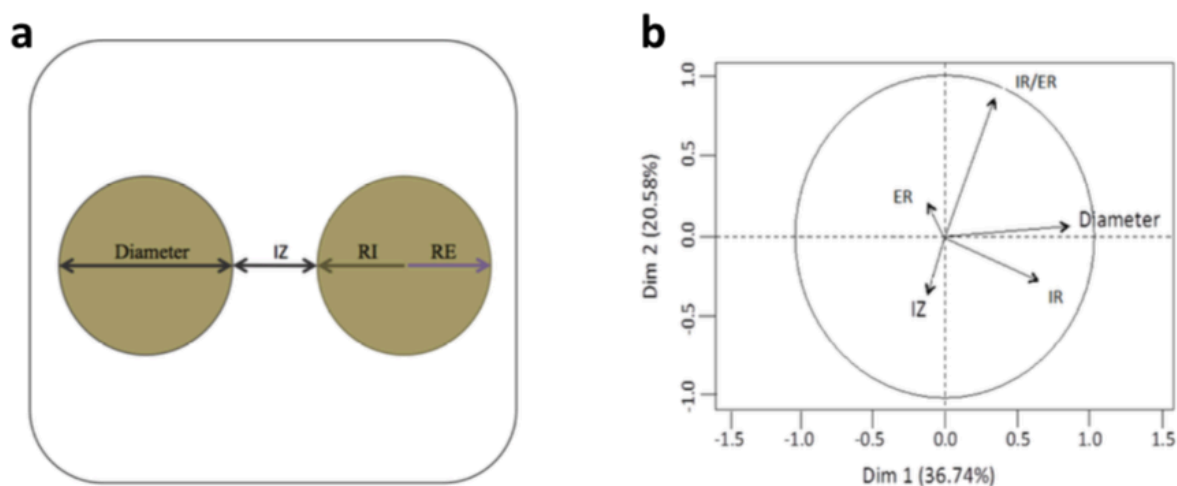 a
Diameter
IZ
RI
RE
b
Dim 2 (20.58%)
1.0
0.5
0.0
-0.5
-1.0
IR/ER
ER
Diameter
IR
IZ
-1.5 -1.0 -0.5 0.0 0.5 1.0 1.5
Dim 1 (36.74%)